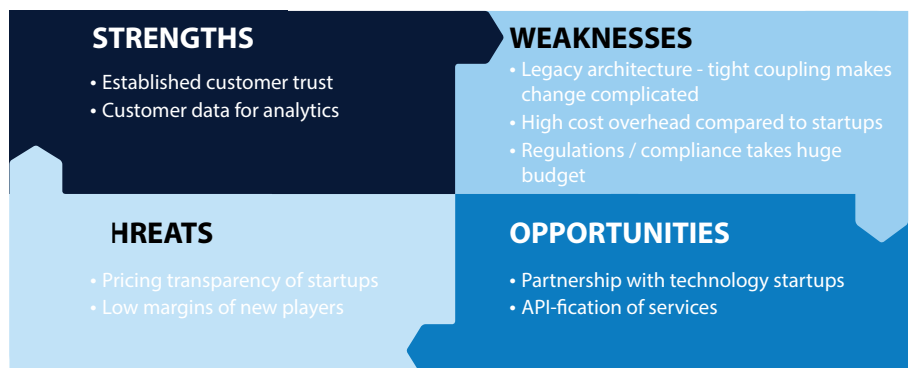 STRENGTHS
• Established customer trust
• Customer data for analytics
WEAKNESSES
• Legacy architecture - tight coupling makes
change complicated
• High cost overhead compared to startups
• Regulations / compliance takes huge
budget
HREATS
• Pricing transparency of startups
• Low margins of new players
OPPORTUNITIES
• Partnership with technology startups
• API-fication of services